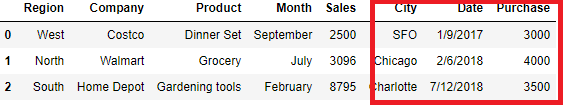 Region Company Product Month Sales City Date Purchase
0 West Costco Dinner Set September 2500 SFO 1/9/2017 3000
1 North Walmart Grocery July 3096 Chicago 2/6/2018 4000
2 South Home Depot Gardening tools February 8795 Charlotte 7/12/2018 3500